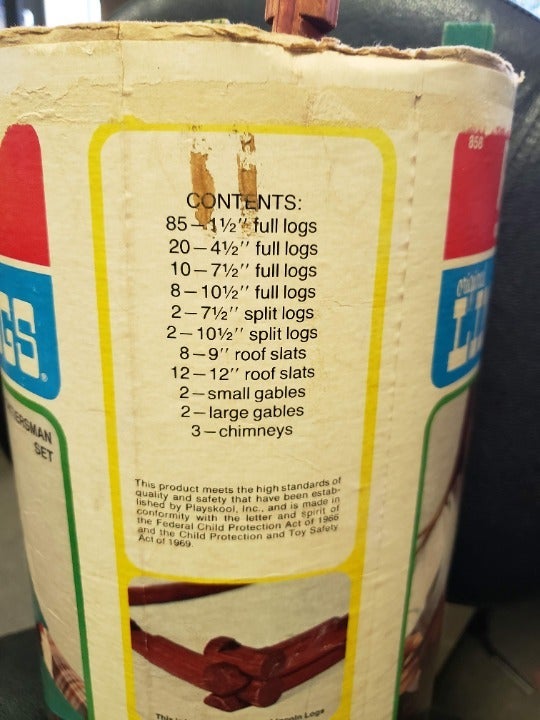 858
CONTENTS:
85—1½" full logs
20—4½" full logs
10—7½" full logs
8—10½" full logs
2—7½" split logs
2—10½" split logs
8—9" roof slats
12—12" roof slats
2—small gables
2—large gables
3—chimneys
Original
GS®
SET
This product meets the high standards of
quality and safety that have been estab-
lished by Playskool, Inc., and is made in
conformity with the letter and spirit of
the Federal Child Protection Act of 1966
and the Child Protection and Toy Safety
Act of 1969.
Logs